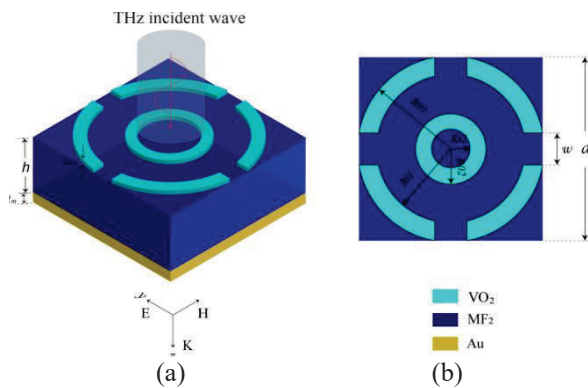 THz incident wave
(a)
h
E
H
K
(b)
w
d
VO₂
MF₂
Au